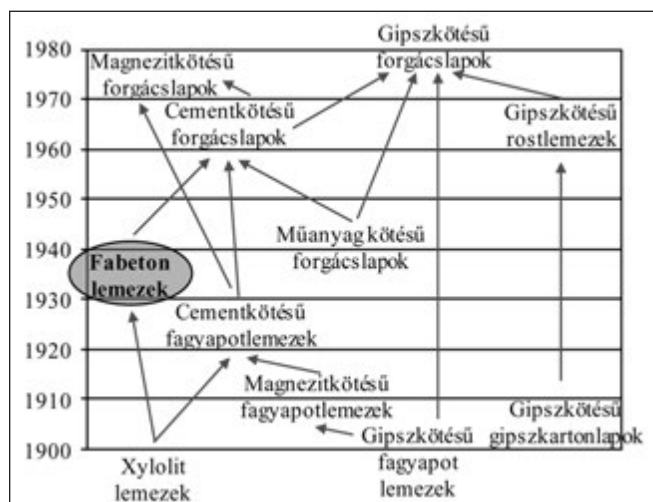 Gipszkötésű
forgácslapok
1980
Magnezitkötésű
forgácslapok
1970
Cementkötésű
forgácslapok
Gipszkötésű
rostlemezek
1960
1950
Műanyag kötésű
forgácslapok
1940
Fabeton
lemezek
1930
Cementkötésű
fagyapotlemezek
1920
Magnezitkötésű
fagyapotlemezek
1910
Gipszkötésű
gipszkartonlapok
1900
Xylolit
lemezek
Gipszkötésű
fagyapot
lemezek